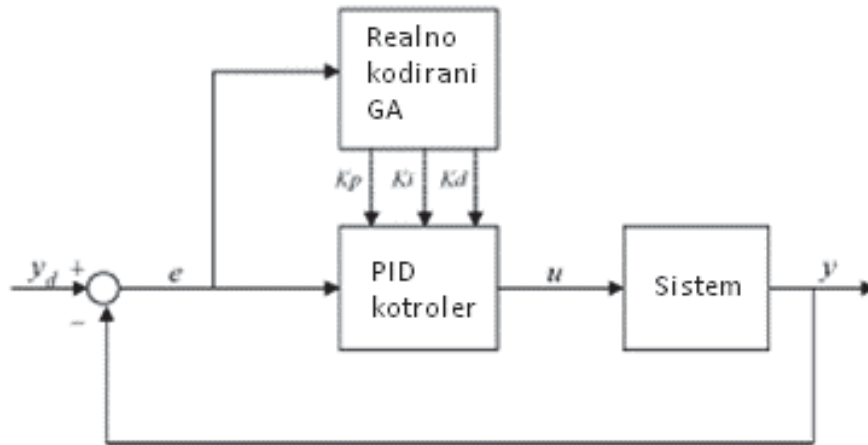 Realno
kodirani
GA
Kp Ki Kd
y_d + e
−
PID
kotroler
u
Sistem
y